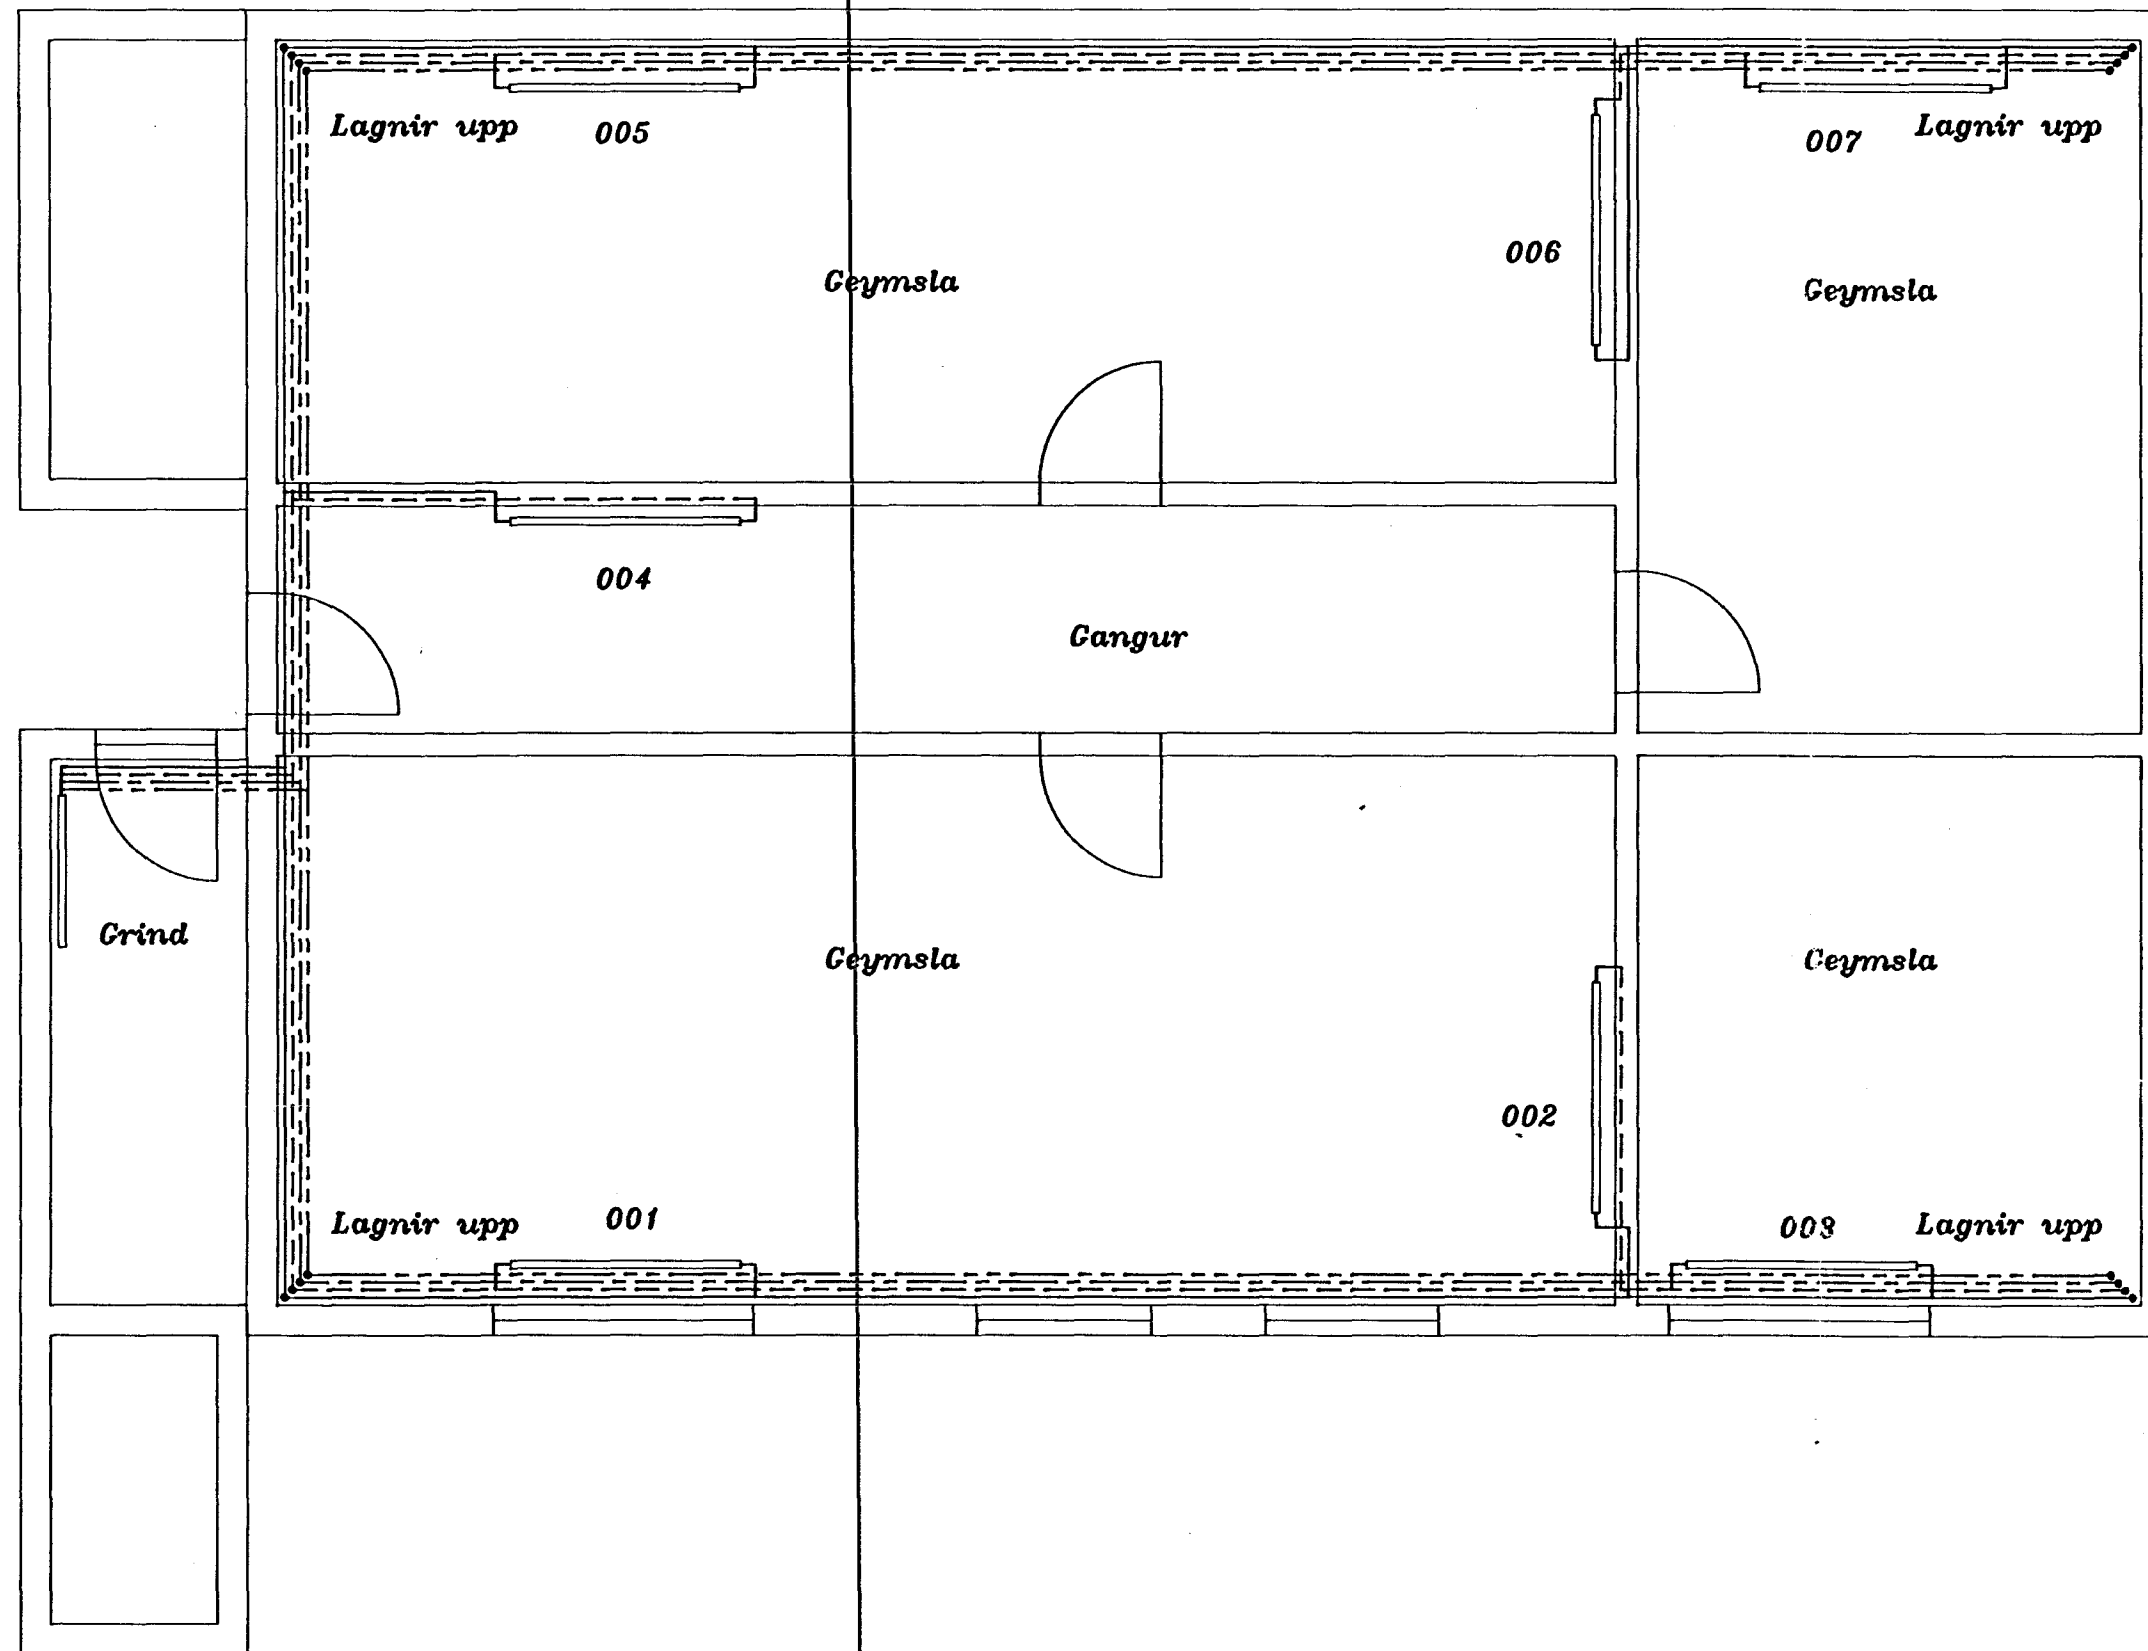 Lagnir upp
005
007
Lagnir upp
006
Geymsla
Geymsla
004
Gangur
Grind
Geymsla
Geymsla
002
Lagnir upp
001
003
Lagnir upp